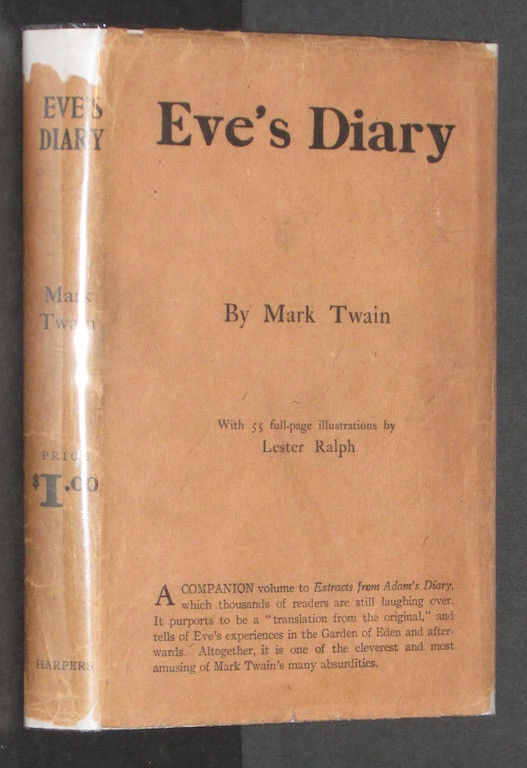 EVE'S
DIARY
Mark
Twain
PRICE
$1.00
HARPERS
Eve's Diary
By Mark Twain
With 55 full-page illustrations by
Lester Ralph
A COMPANION volume to Extracts from Adam's Diary,
which thousands of readers are still laughing over.
It purports to be a "translation from the original," and
tells of Eve's experiences in the Garden of Eden and after-
wards. Altogether, it is one of the cleverest and most
amusing of Mark Twain's many absurdities.